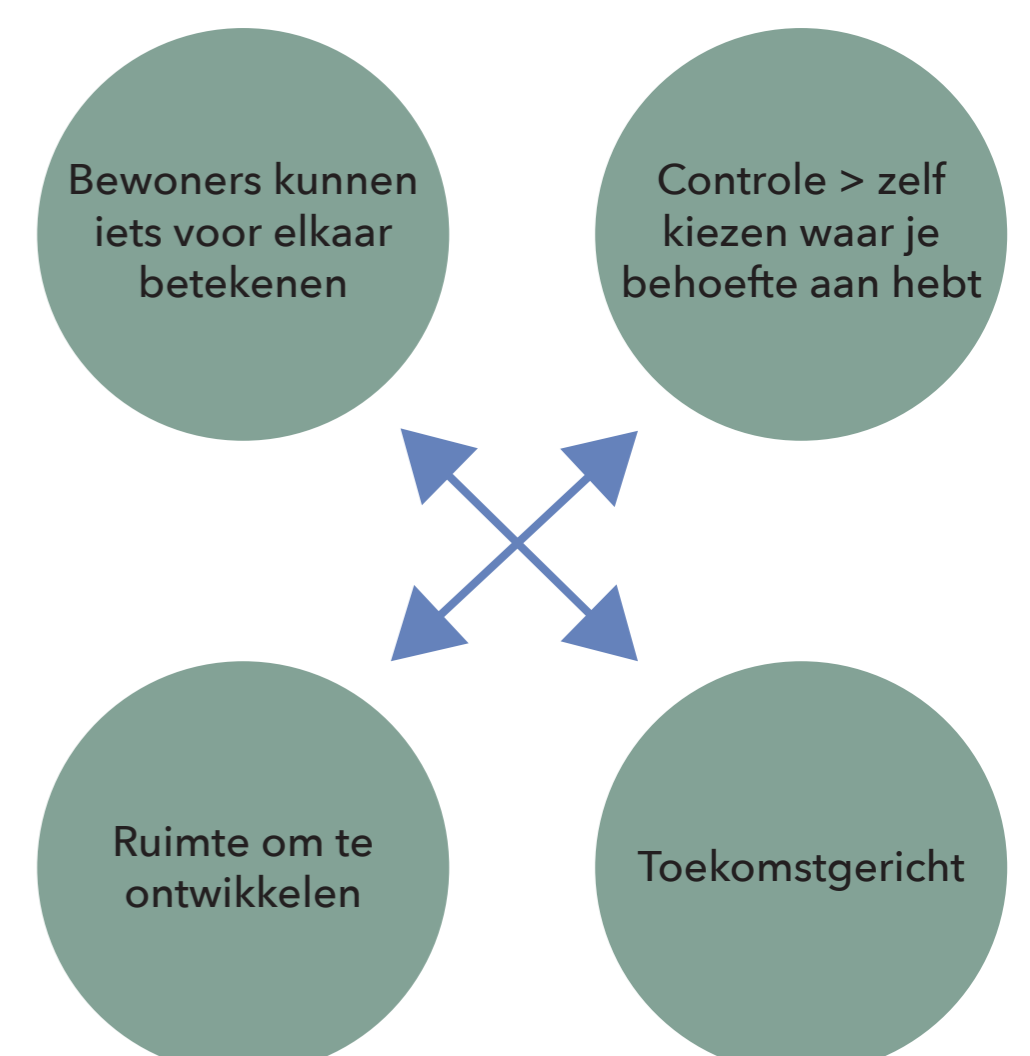 Bewoners kunnen
iets voor elkaar
betekenen
Controle > zelf
kiezen waar je
behoefte aan hebt
Ruimte om te
ontwikkelen
Toekomstgericht